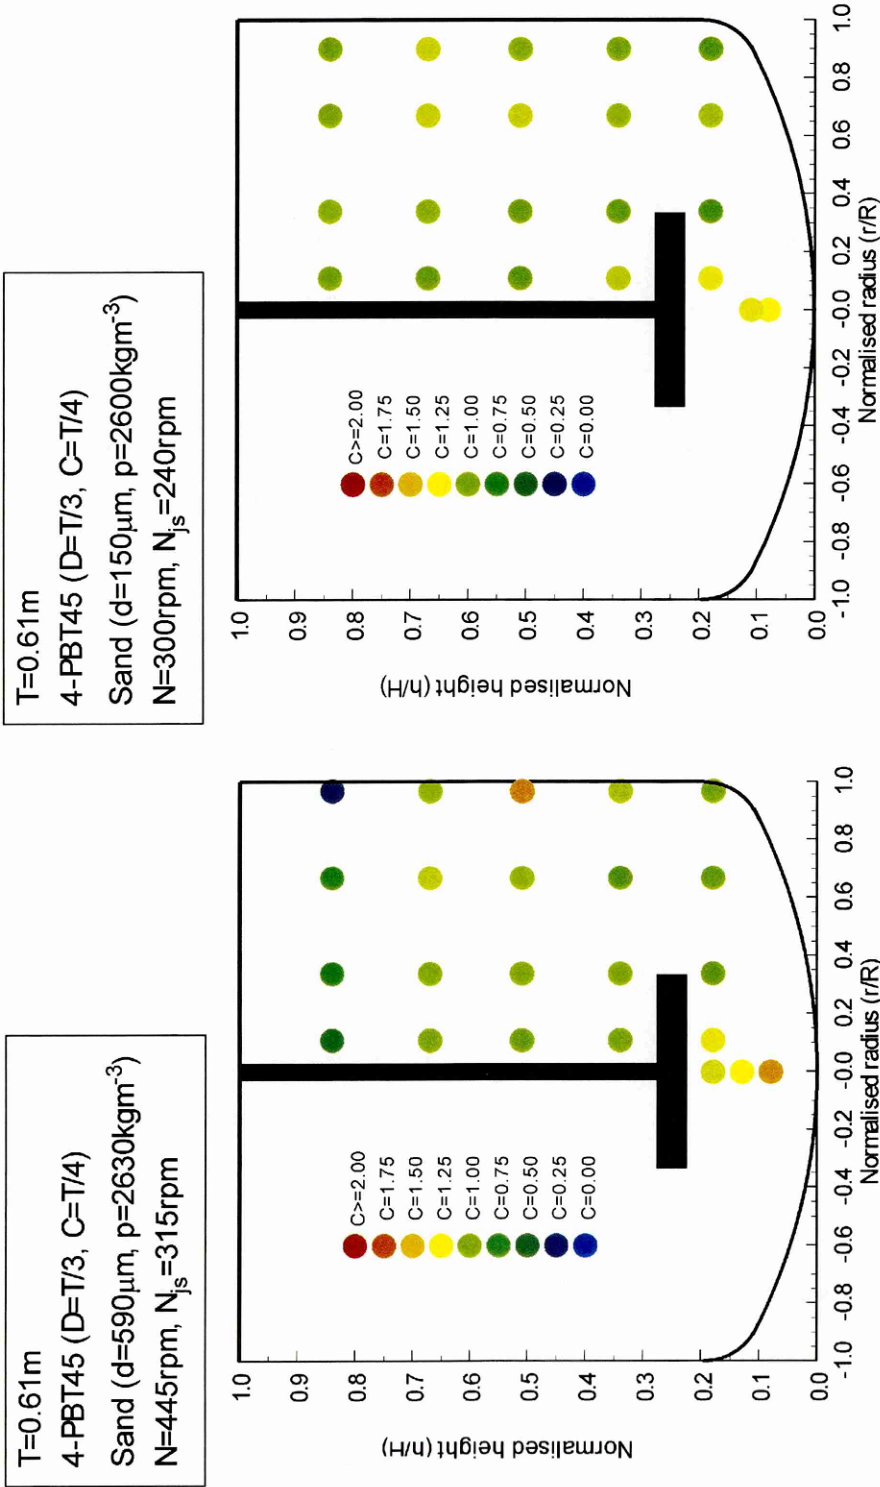 T=0.61m
4-PBT45 (D=T/3, C=T/4)
Sand (d=590μm, p=2630kgm⁻³)
N=445rpm, Njs=315rpm
Normalised height (h/H)
1.0
0.9
0.8
0.7
0.6
0.5
0.4
0.3
0.2
0.1
0.0
C>=2.00
C=1.75
C=1.50
C=1.25
C=1.00
C=0.75
C=0.50
C=0.25
C=0.00
-1.0 -0.8 -0.6 -0.4 -0.2 -0.0 0.2 0.4 0.6 0.8 1.0
Normalised radius (r/R)
T=0.61m
4-PBT45 (D=T/3, C=T/4)
Sand (d=150μm, p=2600kgm⁻³)
N=300rpm, Njs=240rpm
Normalised height (h/H)
1.0
0.9
0.8
0.7
0.6
0.5
0.4
0.3
0.2
0.1
0.0
C>=2.00
C=1.75
C=1.50
C=1.25
C=1.00
C=0.75
C=0.50
C=0.25
C=0.00
-1.0 -0.8 -0.6 -0.4 -0.2 -0.0 0.2 0.4 0.6 0.8 1.0
Normalised radius (r/R)